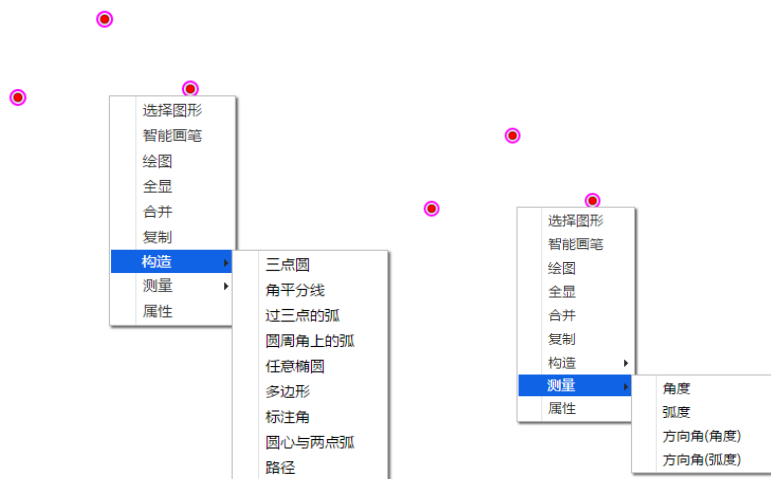 选择图形
智能画笔
绘图
全显
合并
复制
构造
测量
属性
三点圆
角平分线
过三点的弧
圆周角上的弧
任意椭圆
多边形
标注角
圆心与两点弧
路径
选择图形
智能画笔
绘图
全显
合并
复制
构造
测量
属性
角度
弧度
方向角(角度)
方向角(弧度)